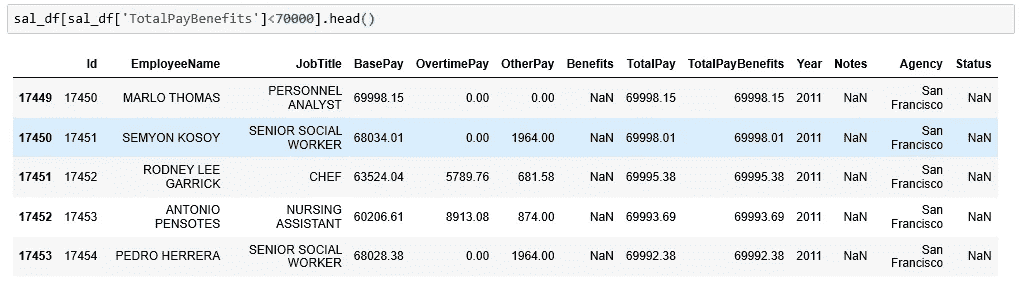 sal_df[sal_df['TotalPayBenefits']<70000].head()
Id EmployeeName JobTitle BasePay OvertimePay OtherPay Benefits TotalPay TotalPayBenefits Year Notes Agency Status
17449 17450 MARLO THOMAS PERSONNEL ANALYST 69998.15 0.00 0.00 NaN 69998.15 69998.15 2011 NaN San Francisco NaN
17450 17451 SEMYON KOSOY SENIOR SOCIAL WORKER 68034.01 0.00 1964.00 NaN 69998.01 69998.01 2011 NaN San Francisco NaN
17451 17452 RODNEY LEE GARRICK CHEF 63524.04 5789.76 681.58 NaN 69995.38 69995.38 2011 NaN San Francisco NaN
17452 17453 ANTONIO PENSOTES NURSING ASSISTANT 60206.61 8913.08 874.00 NaN 69993.69 69993.69 2011 NaN San Francisco NaN
17453 17454 PEDRO HERRERA SENIOR SOCIAL WORKER 68028.38 0.00 1964.00 NaN 69992.38 69992.38 2011 NaN San Francisco NaN